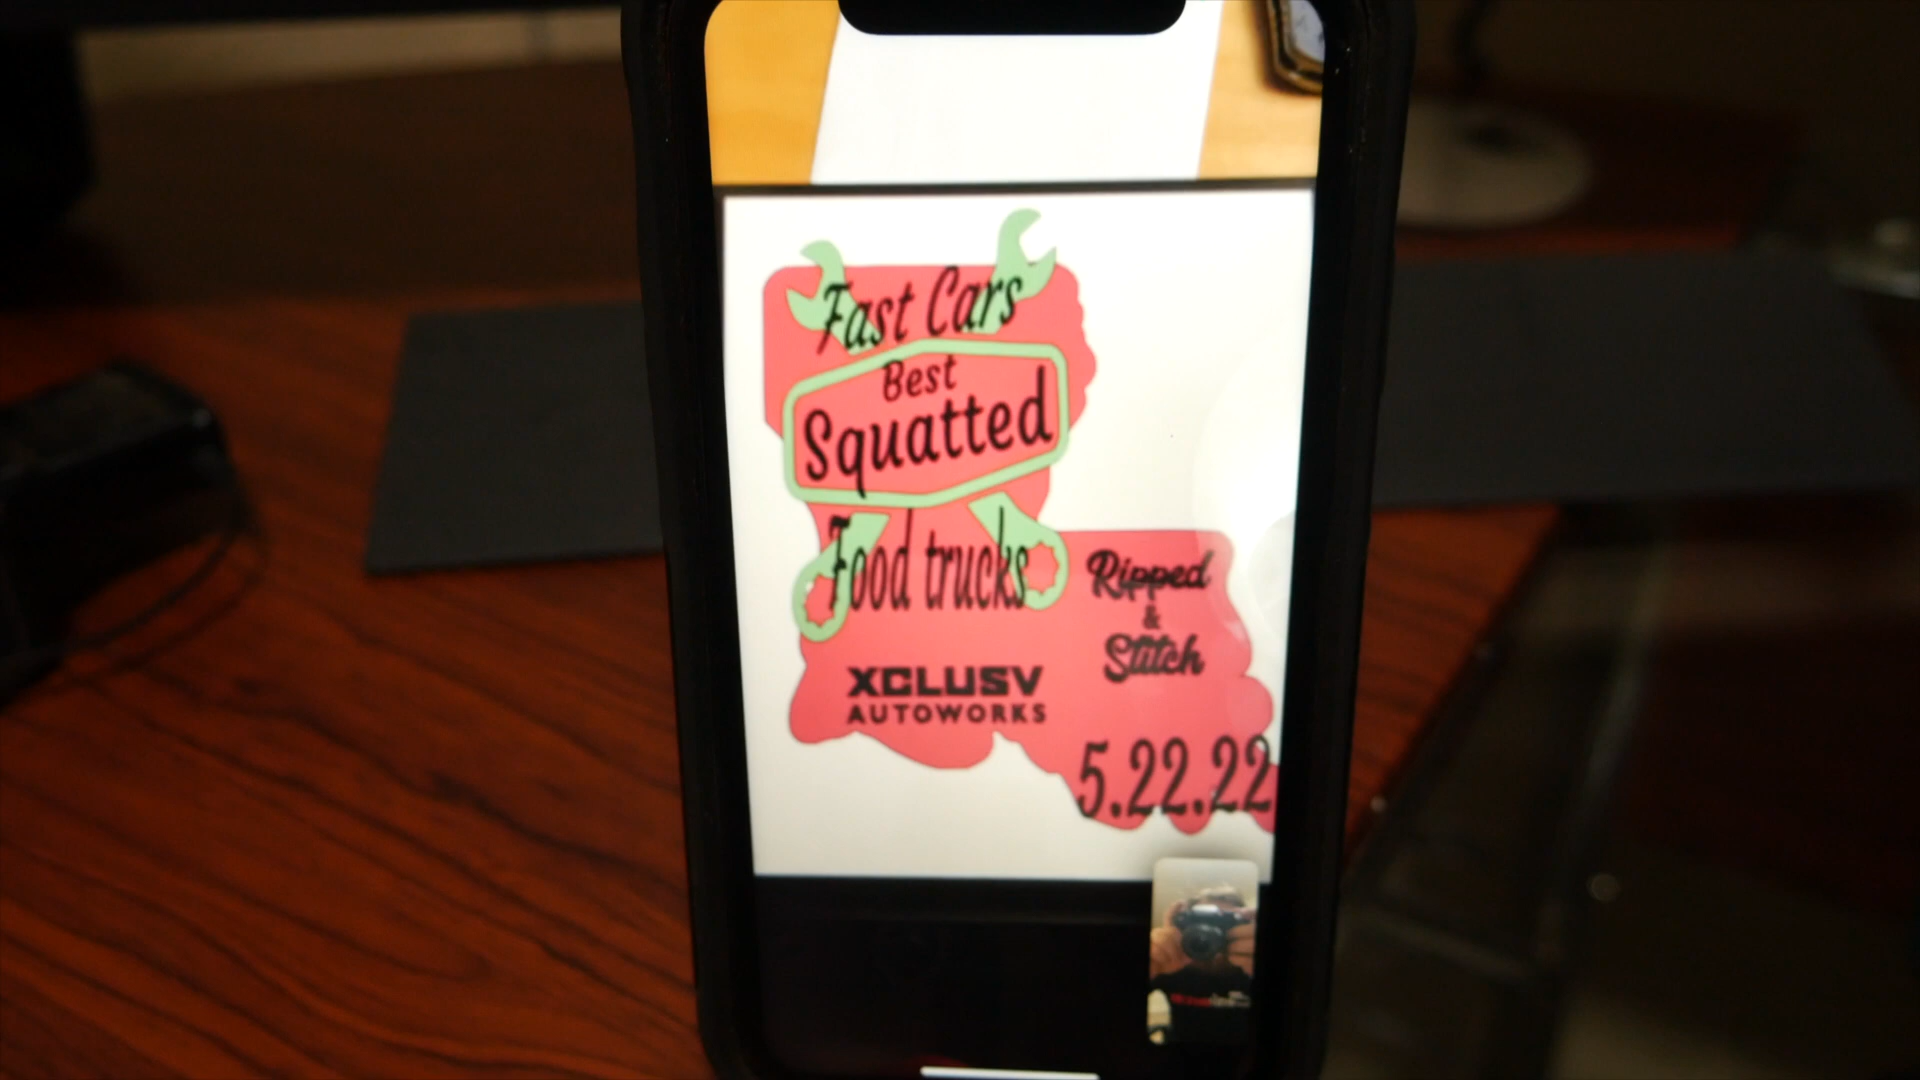 Fast Cars
Best
Squatted
Food trucks
Ripped
&
Stitch
XCLUSV
AUTOWORKS
5.22.22